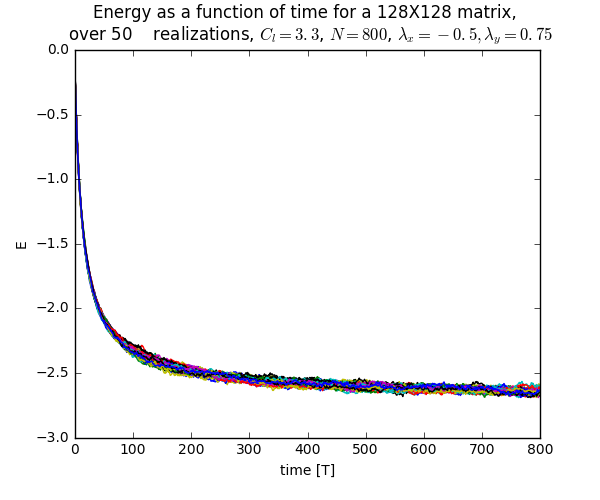 Energy as a function of time for a 128X128 matrix,
over 50    realizations, $C_l = 3.3$, $N = 800$, $\lambda_x = -0.5, \lambda_y = 0.75$
0.0
−0.5
−1.0
−1.5
−2.0
−2.5
−3.0
E
0 100 200 300 400 500 600 700 800
time [T]